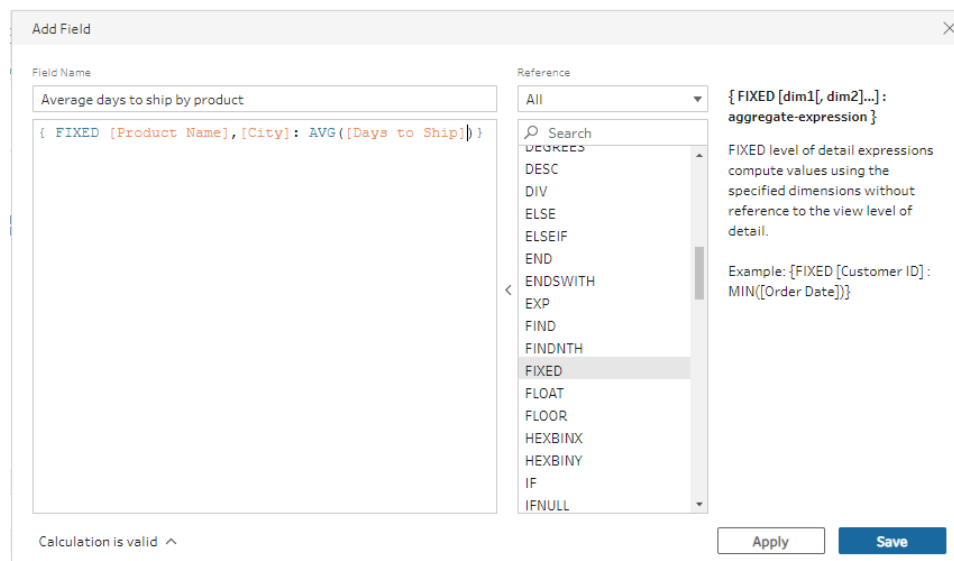 Add Field
Field Name
Average days to ship by product
{ FIXED [Product Name],[City]: AVG([Days to Ship])}
Calculation is valid
Reference
All
Search
DEGREES
DESC
DIV
ELSE
ELSEIF
END
ENDSWITH
EXP
FIND
FINDNTH
FIXED
FLOAT
FLOOR
HEXBINX
HEXBINY
IF
IFNULL
{ FIXED [dim1[, dim2]...] :
aggregate-expression }
FIXED level of detail expressions
compute values using the
specified dimensions without
reference to the view level of
detail.
Example: {FIXED [Customer ID] :
MIN([Order Date])}
Apply
Save